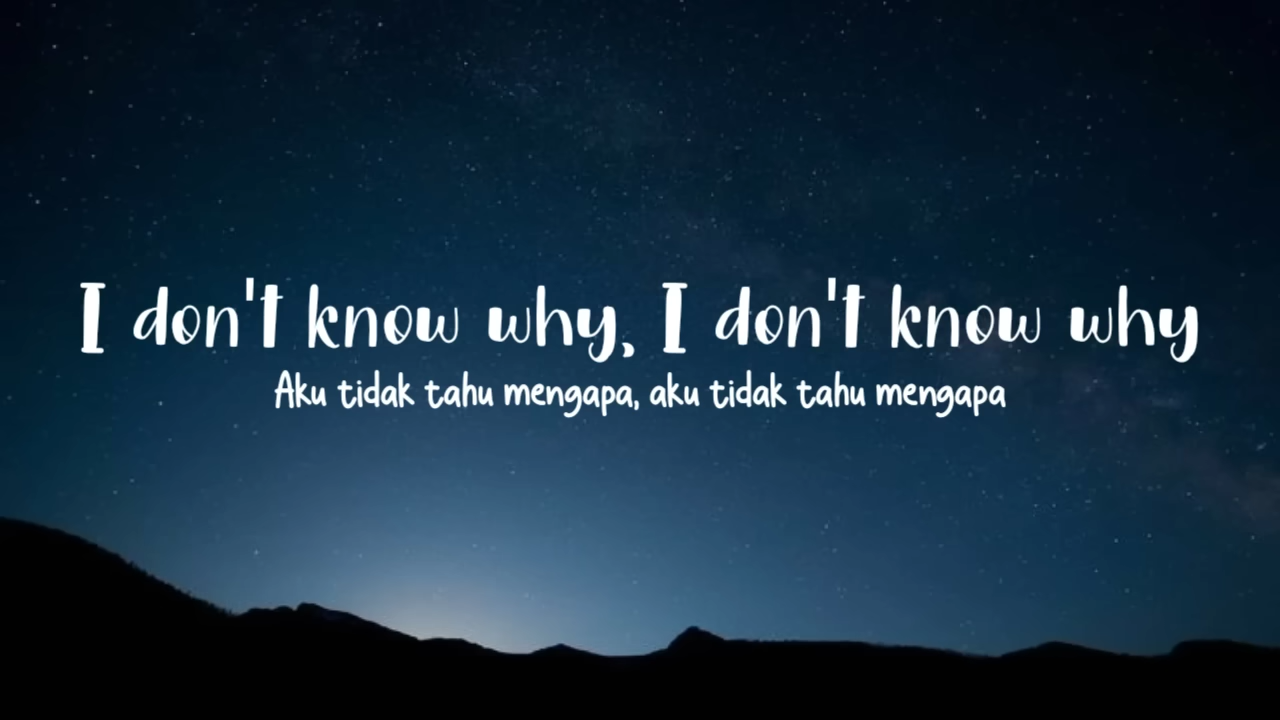 I don't know why, I don't know why
Aku tidak tahu mengapa, aku tidak tahu mengapa